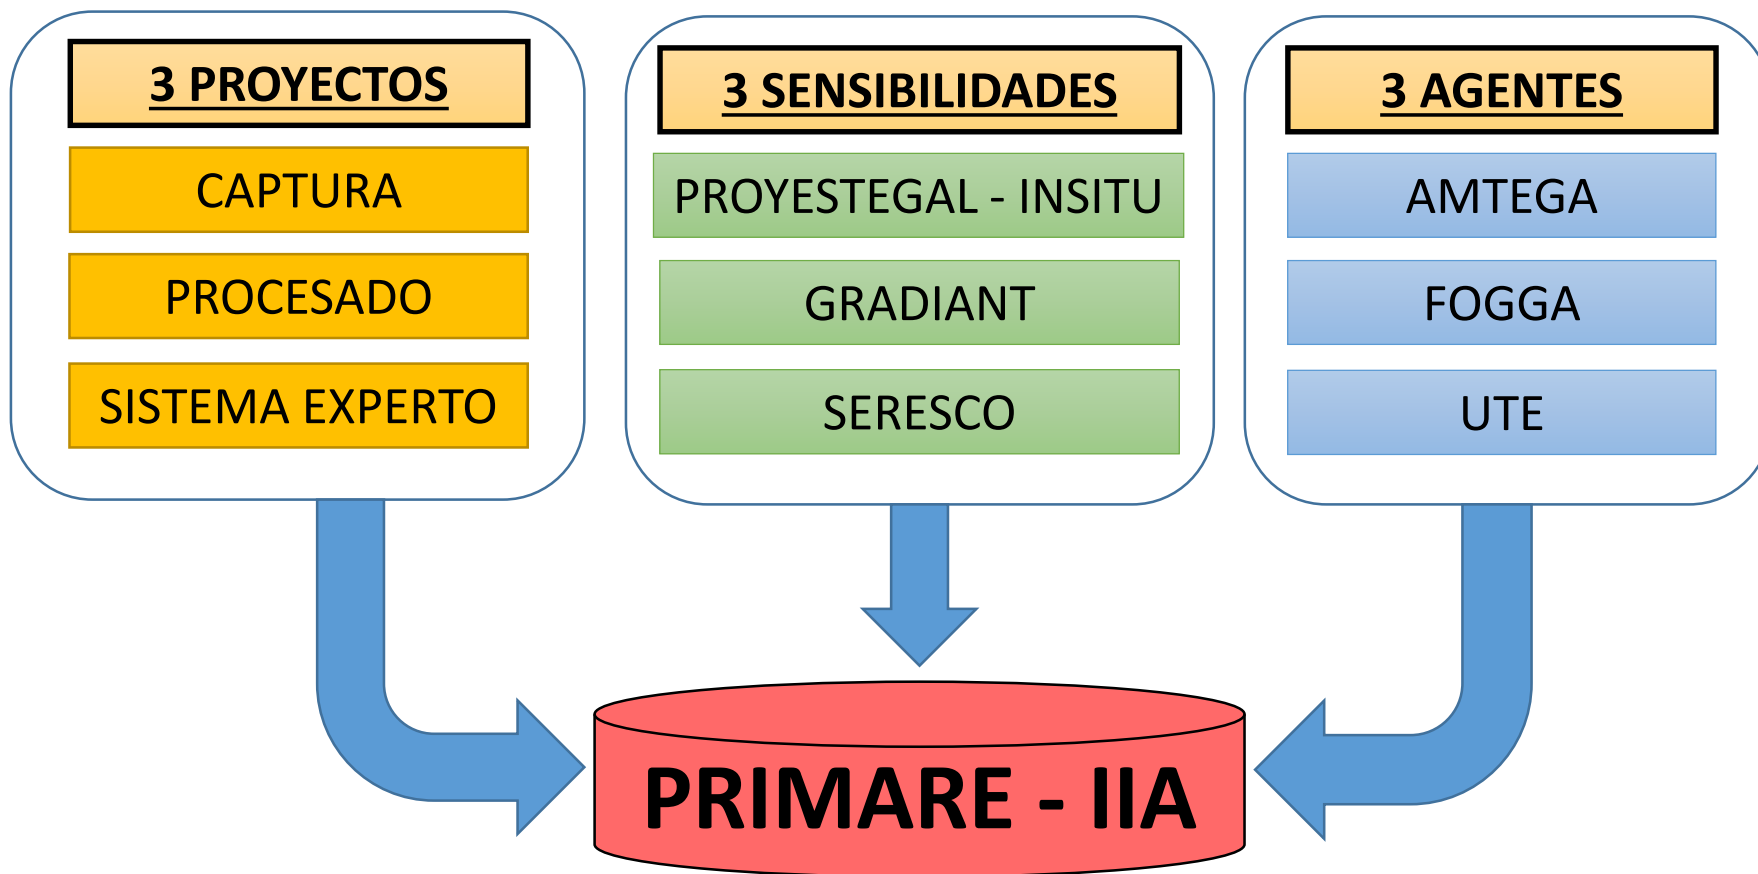 3 PROYECTOS
CAPTURA
PROCESADO
SISTEMA EXPERTO
3 SENSIBILIDADES
PROYESTEGAL - INSITU
GRADIANT
SERESCO
3 AGENTES
AMTEGA
FOGGA
UTE
PRIMARE - IIA